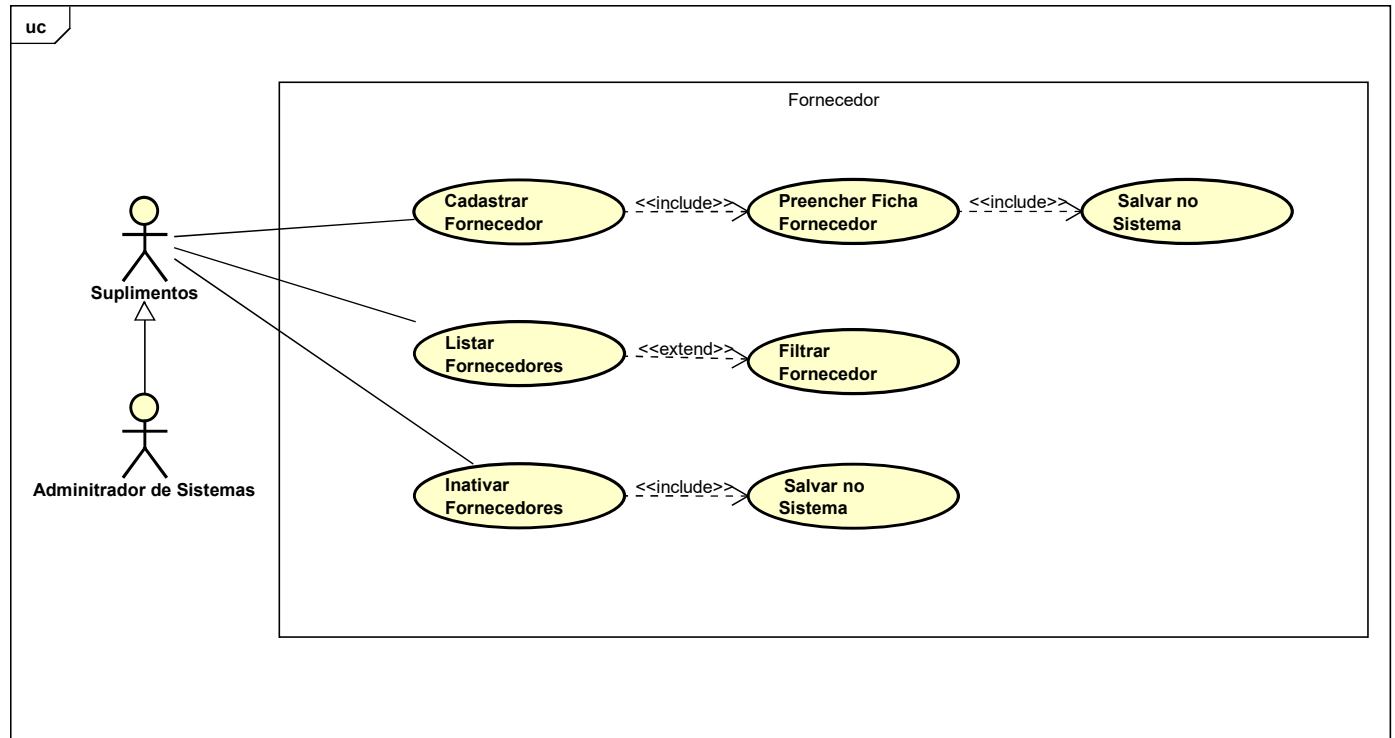 uc
Fornecedor
Cadastrar
Fornecedor
<<include>>
Preencher Ficha
Fornecedor
<<include>>
Salvar no
Sistema
Suplimentos
Listar
Fornecedores
<<extend>>
Filtrar
Fornecedor
Adminitrador de Sistemas
Inativar
Fornecedores
<<include>>
Salvar no
Sistema